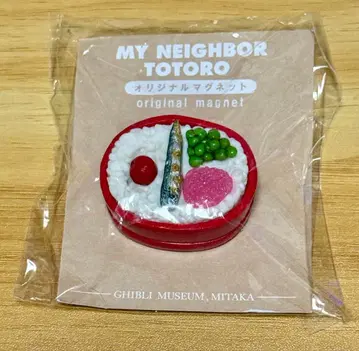 MY NEIGHBOR
TOTORO
オリジナルマグネット
original magnet
GHIBLI MUSEUM, MITAKA